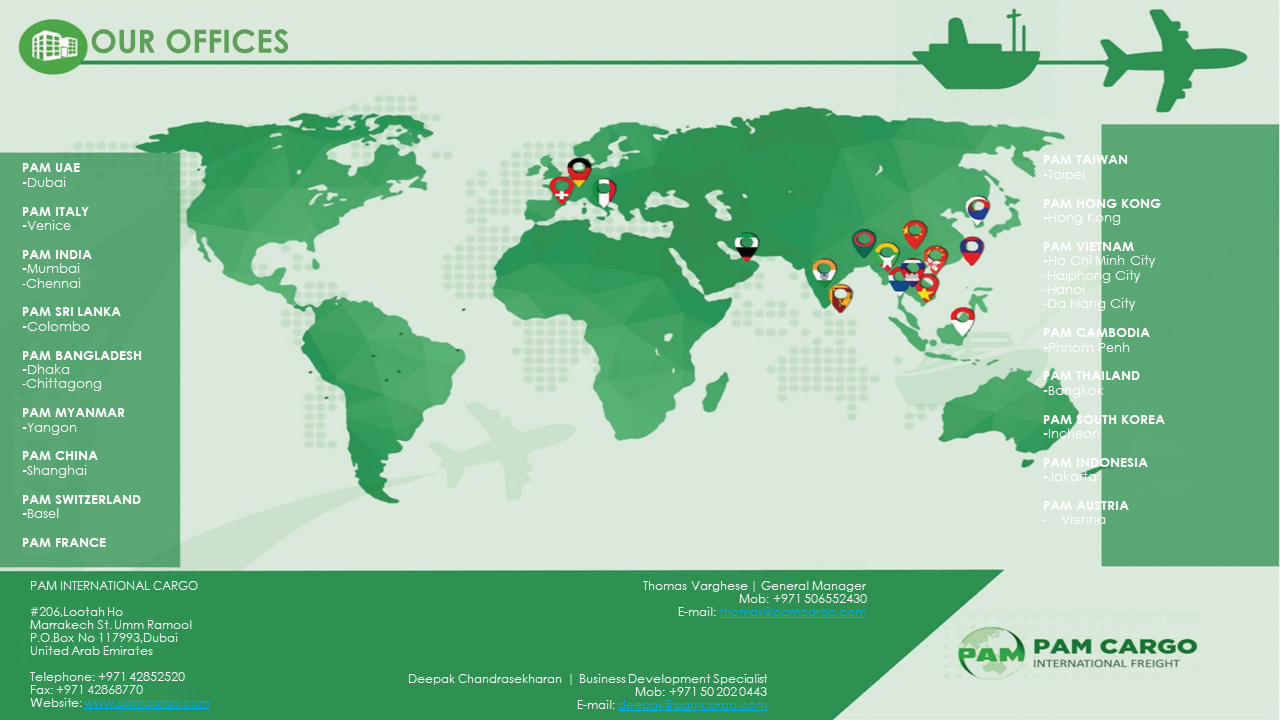 OUR OFFICES
PAM UAE
-Dubai
PAM ITALY
-Venice
PAM INDIA
-Mumbai
-Chennai
PAM SRI LANKA
-Colombo
PAM BANGLADESH
-Dhaka
-Chittagong
PAM MYANMAR
-Yangon
PAM CHINA
-Shanghai
PAM SWITZERLAND
-Basel
PAM FRANCE
PAM TAIWAN
-Taipei
PAM HONG KONG
-Hong Kong
PAM VIETNAM
-Ho Chi Minh City
-Haiphong City
-Hanoi
-Da Nang City
PAM CAMBODIA
-Phnom Penh
PAM THAILAND
-Bangkok
PAM SOUTH KOREA
-Incheon
PAM INDONESIA
-Jakarta
PAM AUSTRIA
- Vienna
PAM INTERNATIONAL CARGO
#206,Lootah Ho
Marrakech St. Umm Ramool
P.O.Box No 117993,Dubai
United Arab Emirates
Telephone: +971 42852520
Fax: +971 42868770
Website: www.pamcargo.com
Thomas Varghese | General Manager
Mob: +971 506552430
E-mail: thomas@pamcargo.com
Deepak Chandrasekharan | Business Development Specialist
Mob: +971 50 202 0443
E-mail: deepak@pamcargo.com
PAM PAM CARGO
INTERNATIONAL FREIGHT